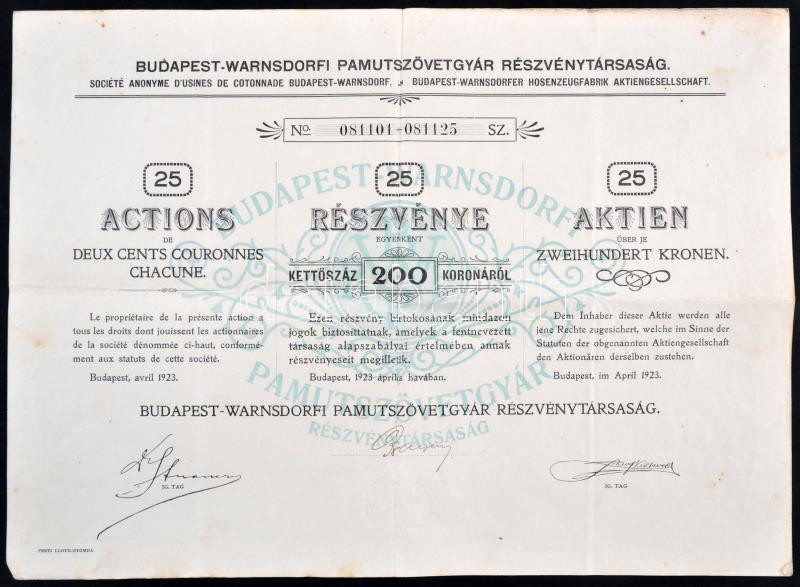 BUDAPEST-WARNSDORFI PAMUTSZÖVETGYÁR RÉSZVÉNYTÁRSASÁG.
SOCIÉTÉ ANONYME D'USINES DE COTONNADE BUDAPEST-WARNSDORF. BUDAPEST-WARNSDORFER HOSENZEUGFABRIK AKTIENGESELLSCHAFT.
No. 081101-081125 SZ.
25
ACTIONS
DE
DEUX CENTS COURONNES
CHACUNE.
Le propriétaire de la présente action a
tous les droits dont jouissent les actionnaires
de la société dénommée ci-haut, conformé-
ment aux statuts de cette société.
Budapest, avril 1923.
25
RÉSZVÉNYE
EGYENKÉNT
KETTŐSZÁZ 200 KORONÁRÓL
Ezen részvény birtokosának mindazen
jogok biztosíttatnak, amelyek a fentnevezett
társaság alapszabályai értelmében annak
részvényeseit megilletik.
Budapest, 1923 április havában.
25
AKTIEN
ÜBER JE
ZWEIHUNDERT KRONEN.
Dem Inhaber dieser Aktie werden alle
jene Rechte zugesichert, welche im Sinne der
Statuten der obgenannten Aktiengesellschaft
den Aktionären derselben zustehen.
Budapest, im April 1923.
BUDAPEST-WARNSDORFI
PAMUTSZÖVETGYÁR
RÉSZVÉNYTÁRSASÁG
BUDAPEST-WARNSDORFI PAMUTSZÖVETGYÁR RÉSZVÉNYTÁRSASÁG.
IG. TAG
IG. TAG
PESTI LLOYD-NYOMDA